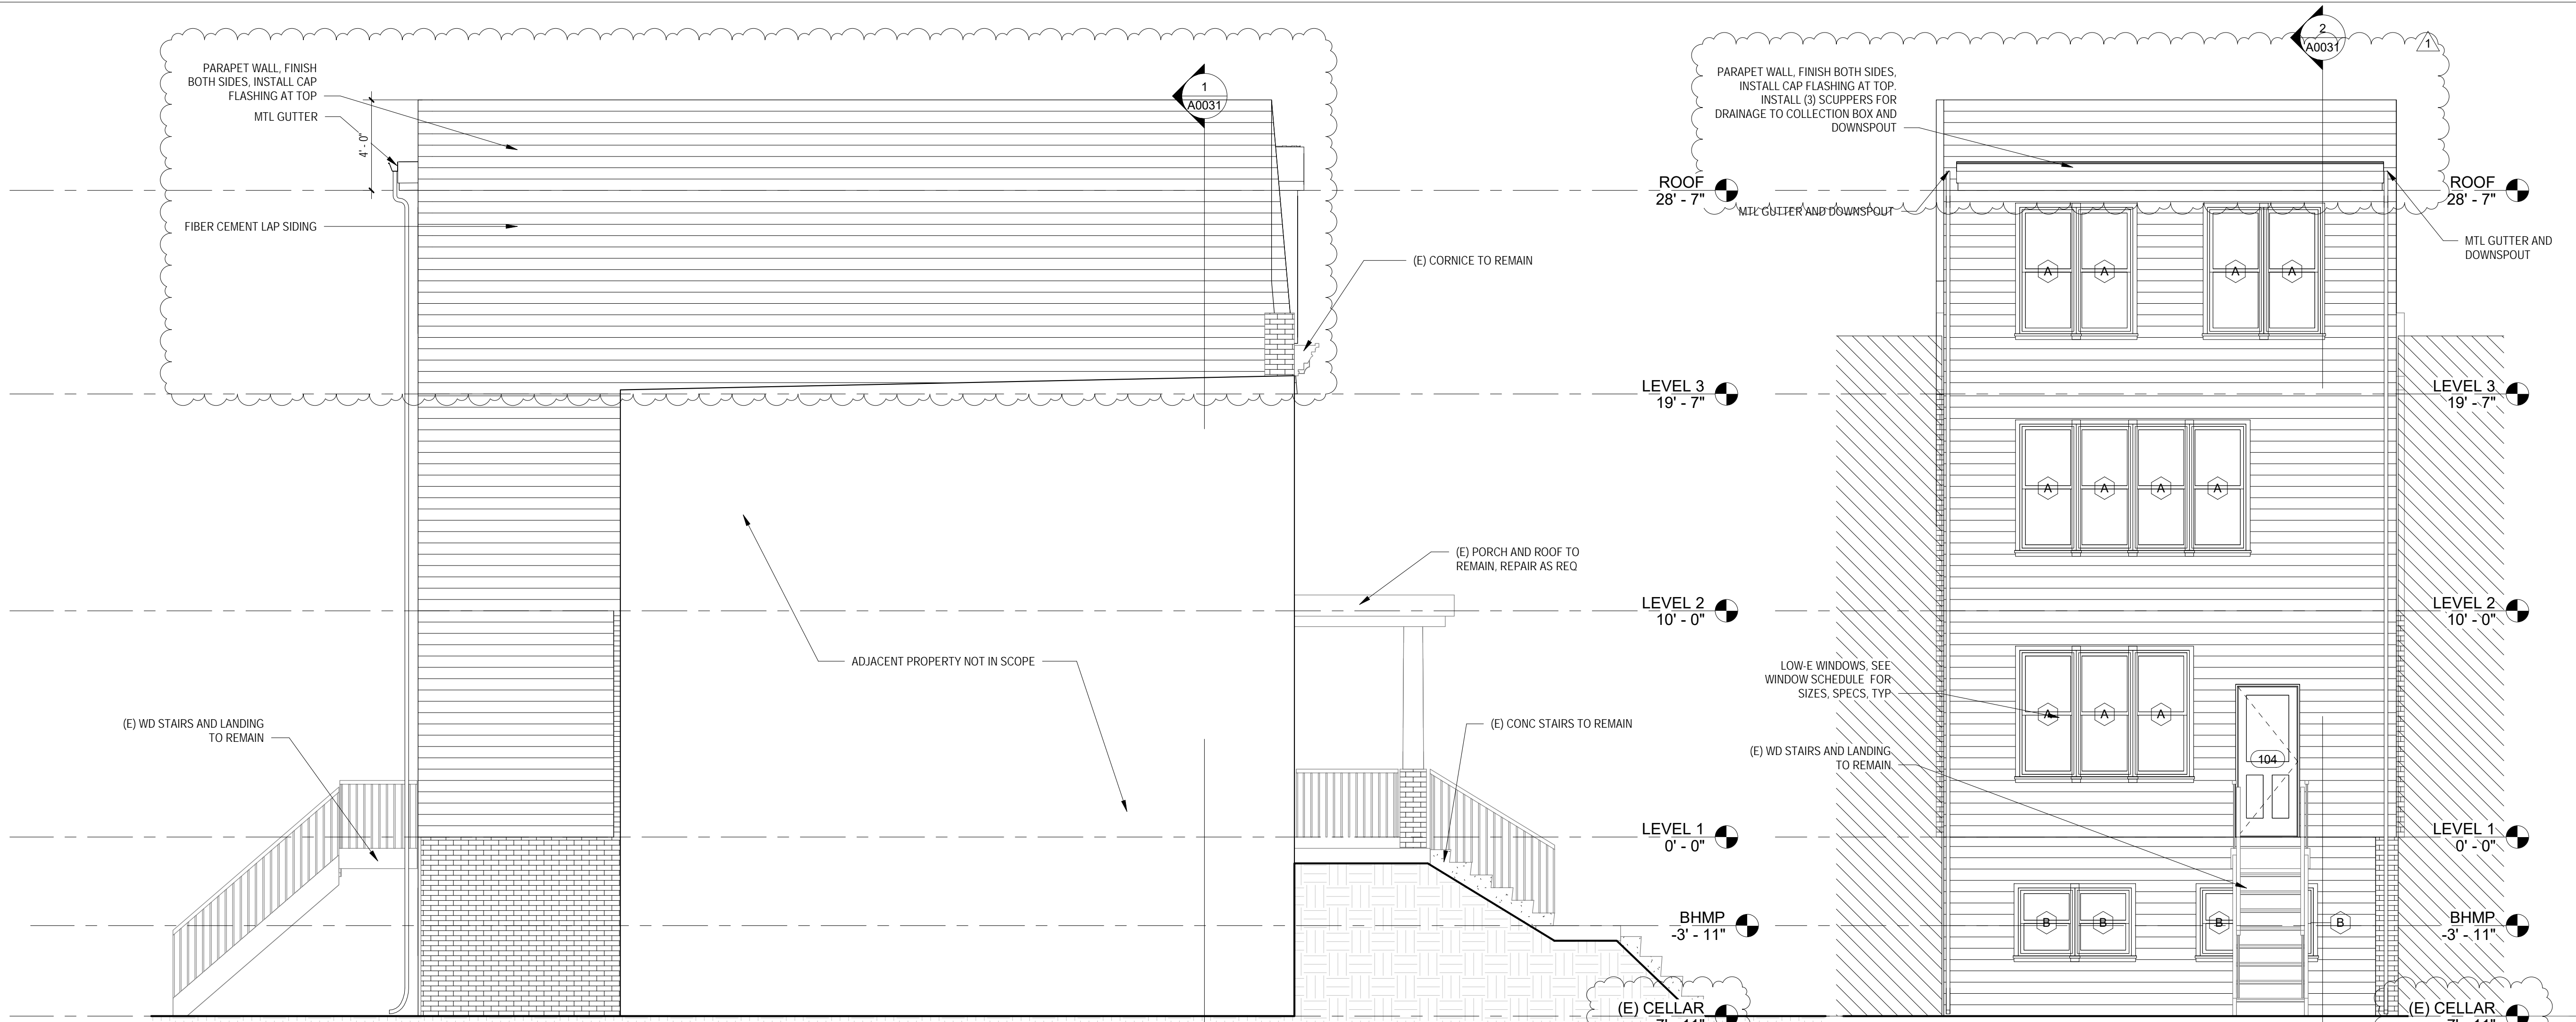 PARAPET WALL, FINISH
BOTH SIDES, INSTALL CAP
FLASHING AT TOP
MTL GUTTER
4' - 0"
FIBER CEMENT LAP SIDING
1
A0031
(E) CORNICE TO REMAIN
(E) PORCH AND ROOF TO
REMAIN, REPAIR AS REQ
ADJACENT PROPERTY NOT IN SCOPE
(E) WD STAIRS AND LANDING
TO REMAIN
(E) CONC STAIRS TO REMAIN
ROOF
28' - 7"
LEVEL 3
19' - 7"
LEVEL 2
10' - 0"
LEVEL 1
0' - 0"
BHMP
-3' - 11"
(E) CELLAR
2
A0031
1
PARAPET WALL, FINISH BOTH SIDES,
INSTALL CAP FLASHING AT TOP.
INSTALL (3) SCUPPERS FOR
DRAINAGE TO COLLECTION BOX AND
DOWNSPOUT
MTL GUTTER AND DOWNSPOUT
MTL GUTTER AND
DOWNSPOUT
A A A A
A A A A
LOW-E WINDOWS, SEE
WINDOW SCHEDULE FOR
SIZES, SPECS, TYP
A A A
104
(E) WD STAIRS AND LANDING
TO REMAIN
B B B B
ROOF
28' - 7"
LEVEL 3
19' - 7"
LEVEL 2
10' - 0"
LEVEL 1
0' - 0"
BHMP
-3' - 11"
(E) CELLAR